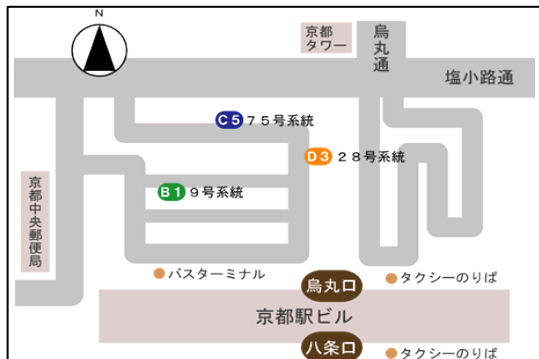 N
京都
タワー
烏丸通
塩小路通
C5 75号系統
D3 28号系統
B1 9号系統
京都中央郵便局
バスターミナル
烏丸口
タクシーのりば
京都駅ビル
八条口
タクシーのりば